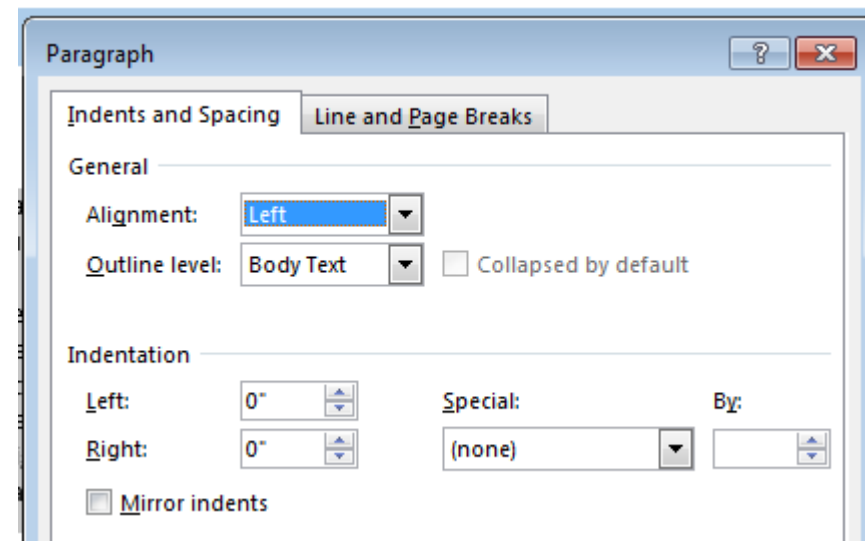 Paragraph
Indents and Spacing Line and Page Breaks
General
Alignment: Left
Outline level: Body Text Collapsed by default
Indentation
Left: 0" Special: By:
Right: 0" (none)
Mirror indents